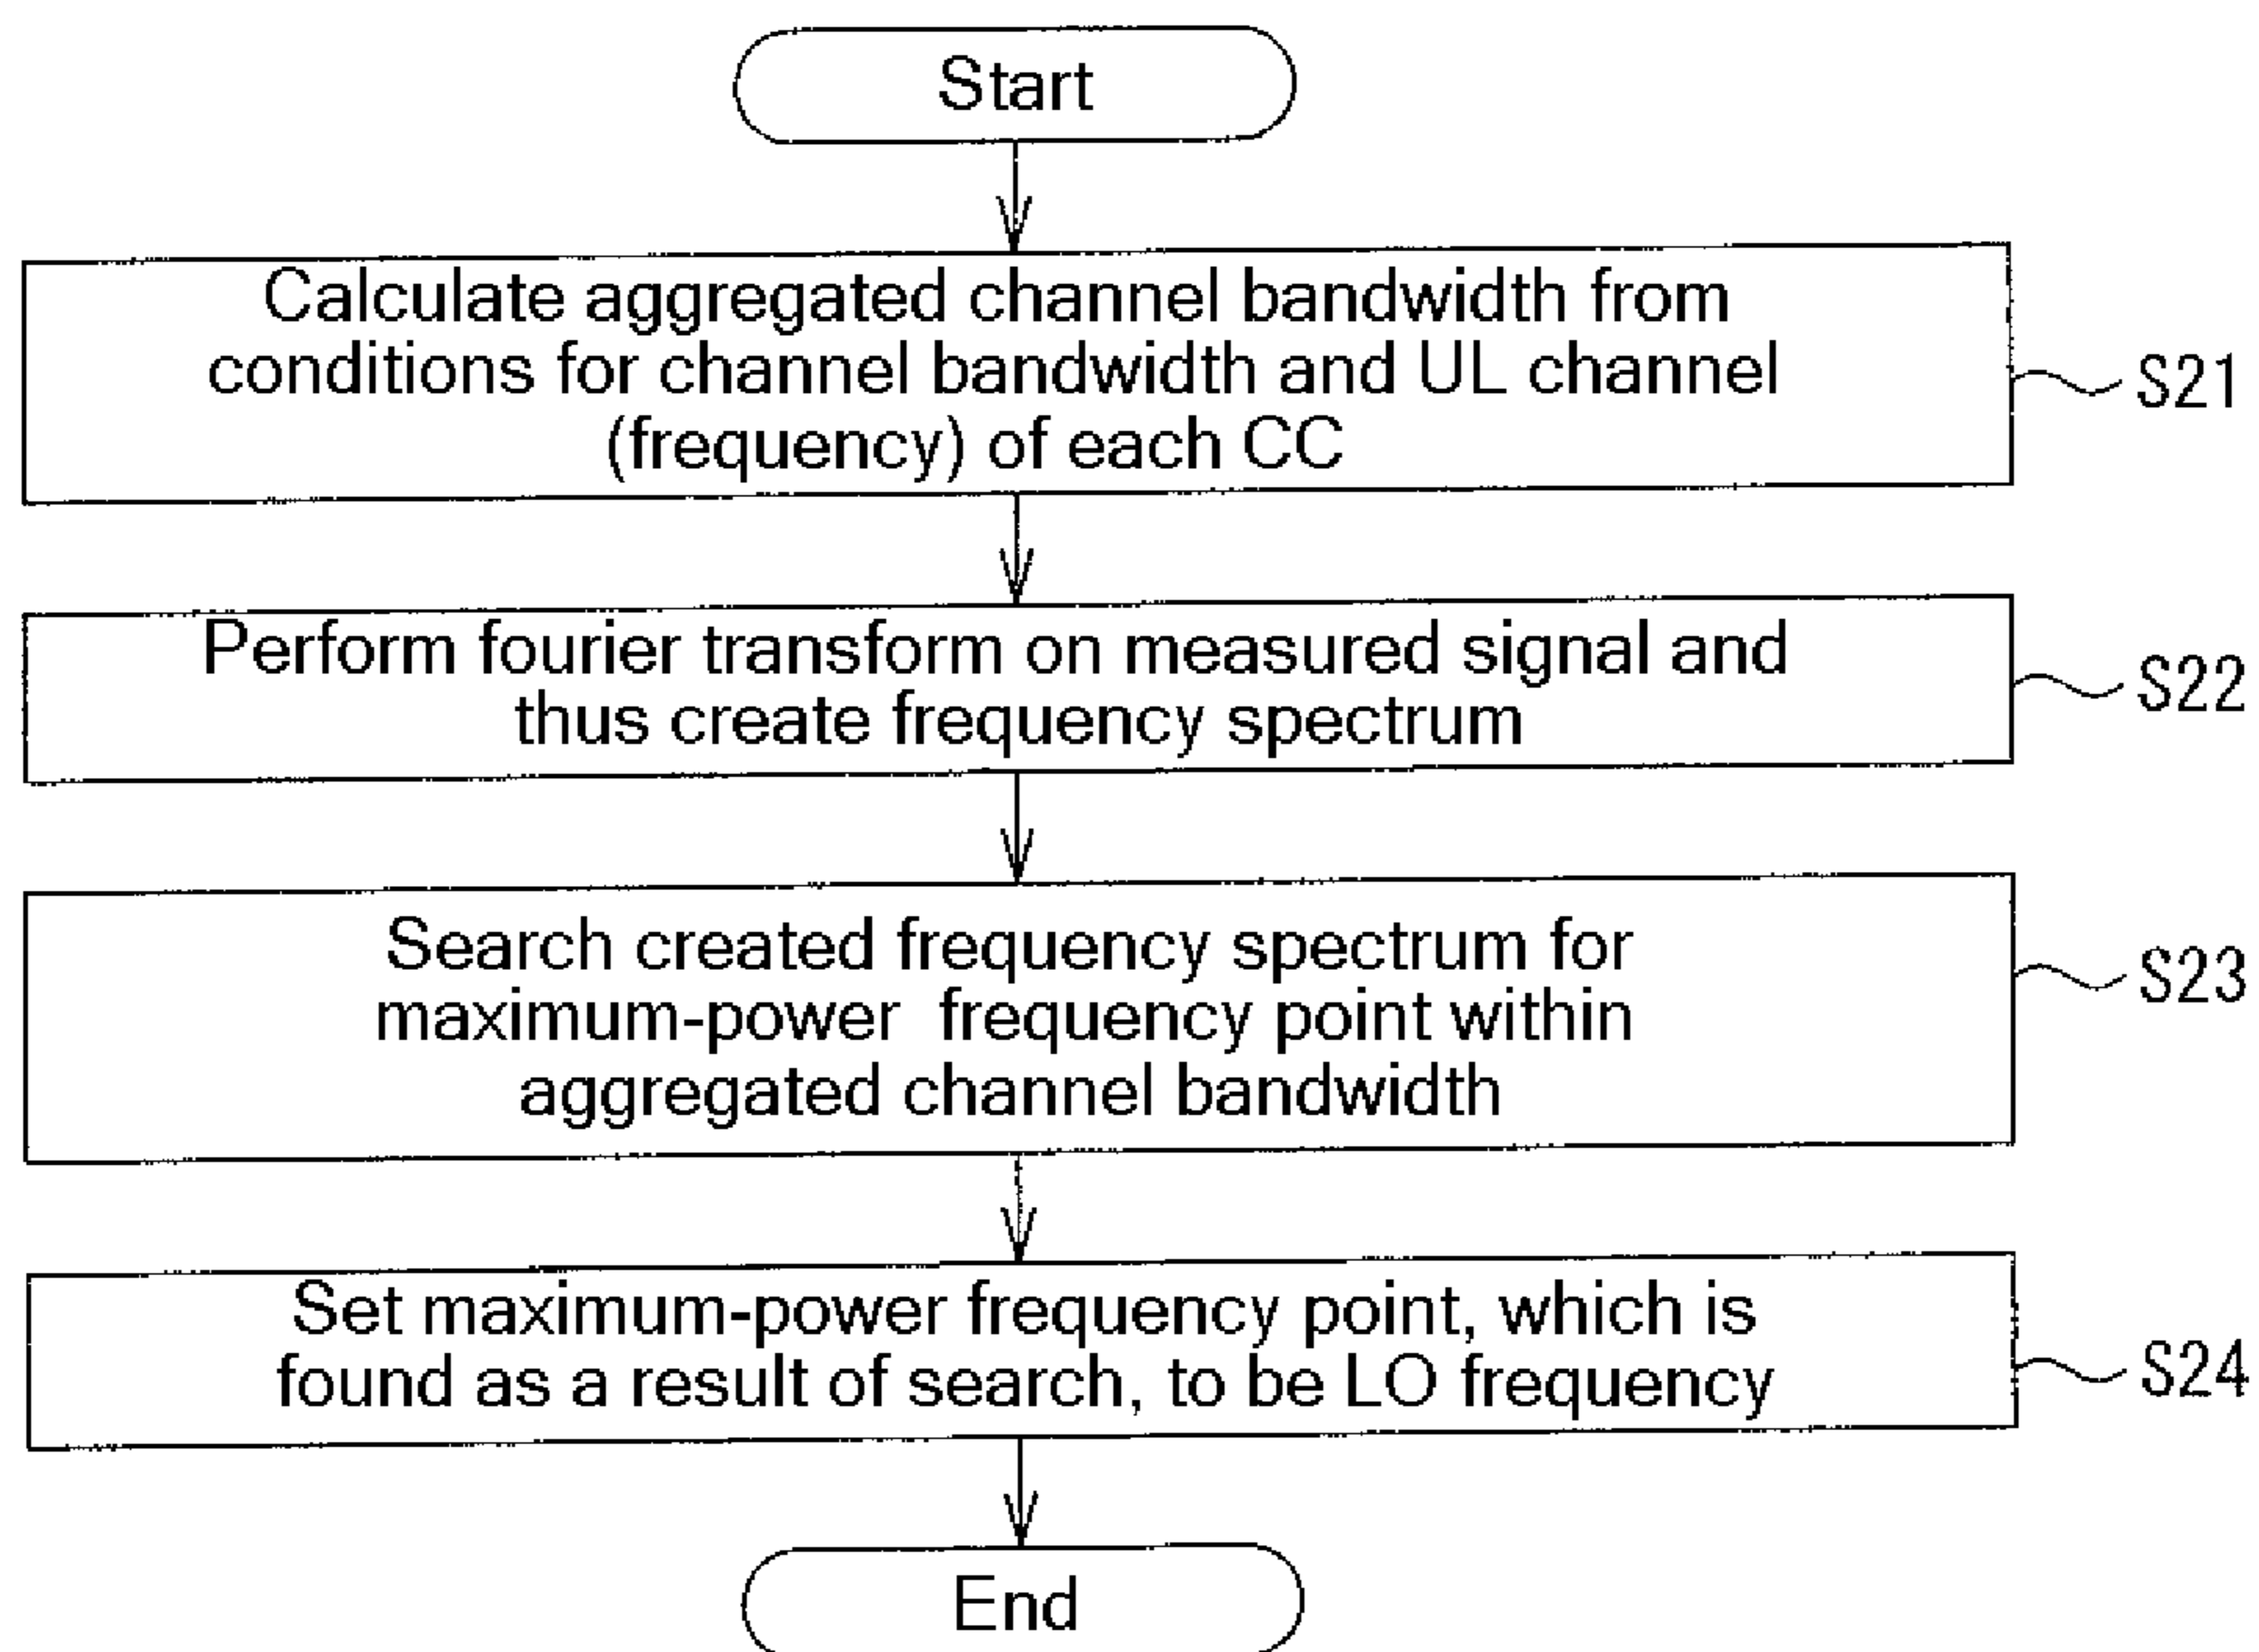 Start
Calculate aggregated channel bandwidth from
conditions for channel bandwidth and UL channel
(frequency) of each CC
S21
Perform fourier transform on measured signal and
thus create frequency spectrum
S22
Search created frequency spectrum for
maximum-power frequency point within
aggregated channel bandwidth
S23
Set maximum-power frequency point, which is
found as a result of search, to be LO frequency
S24
End